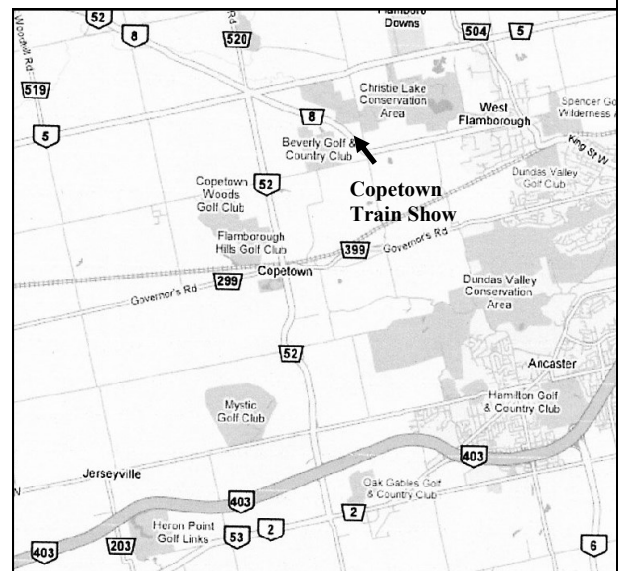 52
Flamboro
Downs
8
520
504
5
Woodhill Rd
Rd
519
Christie Lake
Conservation
Area
5
8
West
Flamborough
Spencer Go
Wilderness A
Beverly Golf &
Country Club
King St W
52
Copetown
Train Show
Dundas Valley
Golf Club
Copetown
Woods
Golf Club
Flamborough
Hills Golf Club
399
Governor's Rd
Copetown
299
Governor's Rd
Dundas Valley
Conservation
Area
52
Ancaster
Mystic
Golf Club
Hamilton Golf
& Country Club
403
Jerseyville
Oak Gables Golf
& Country Club
403
2
Heron Point
Golf Links
53
2
403
203
6